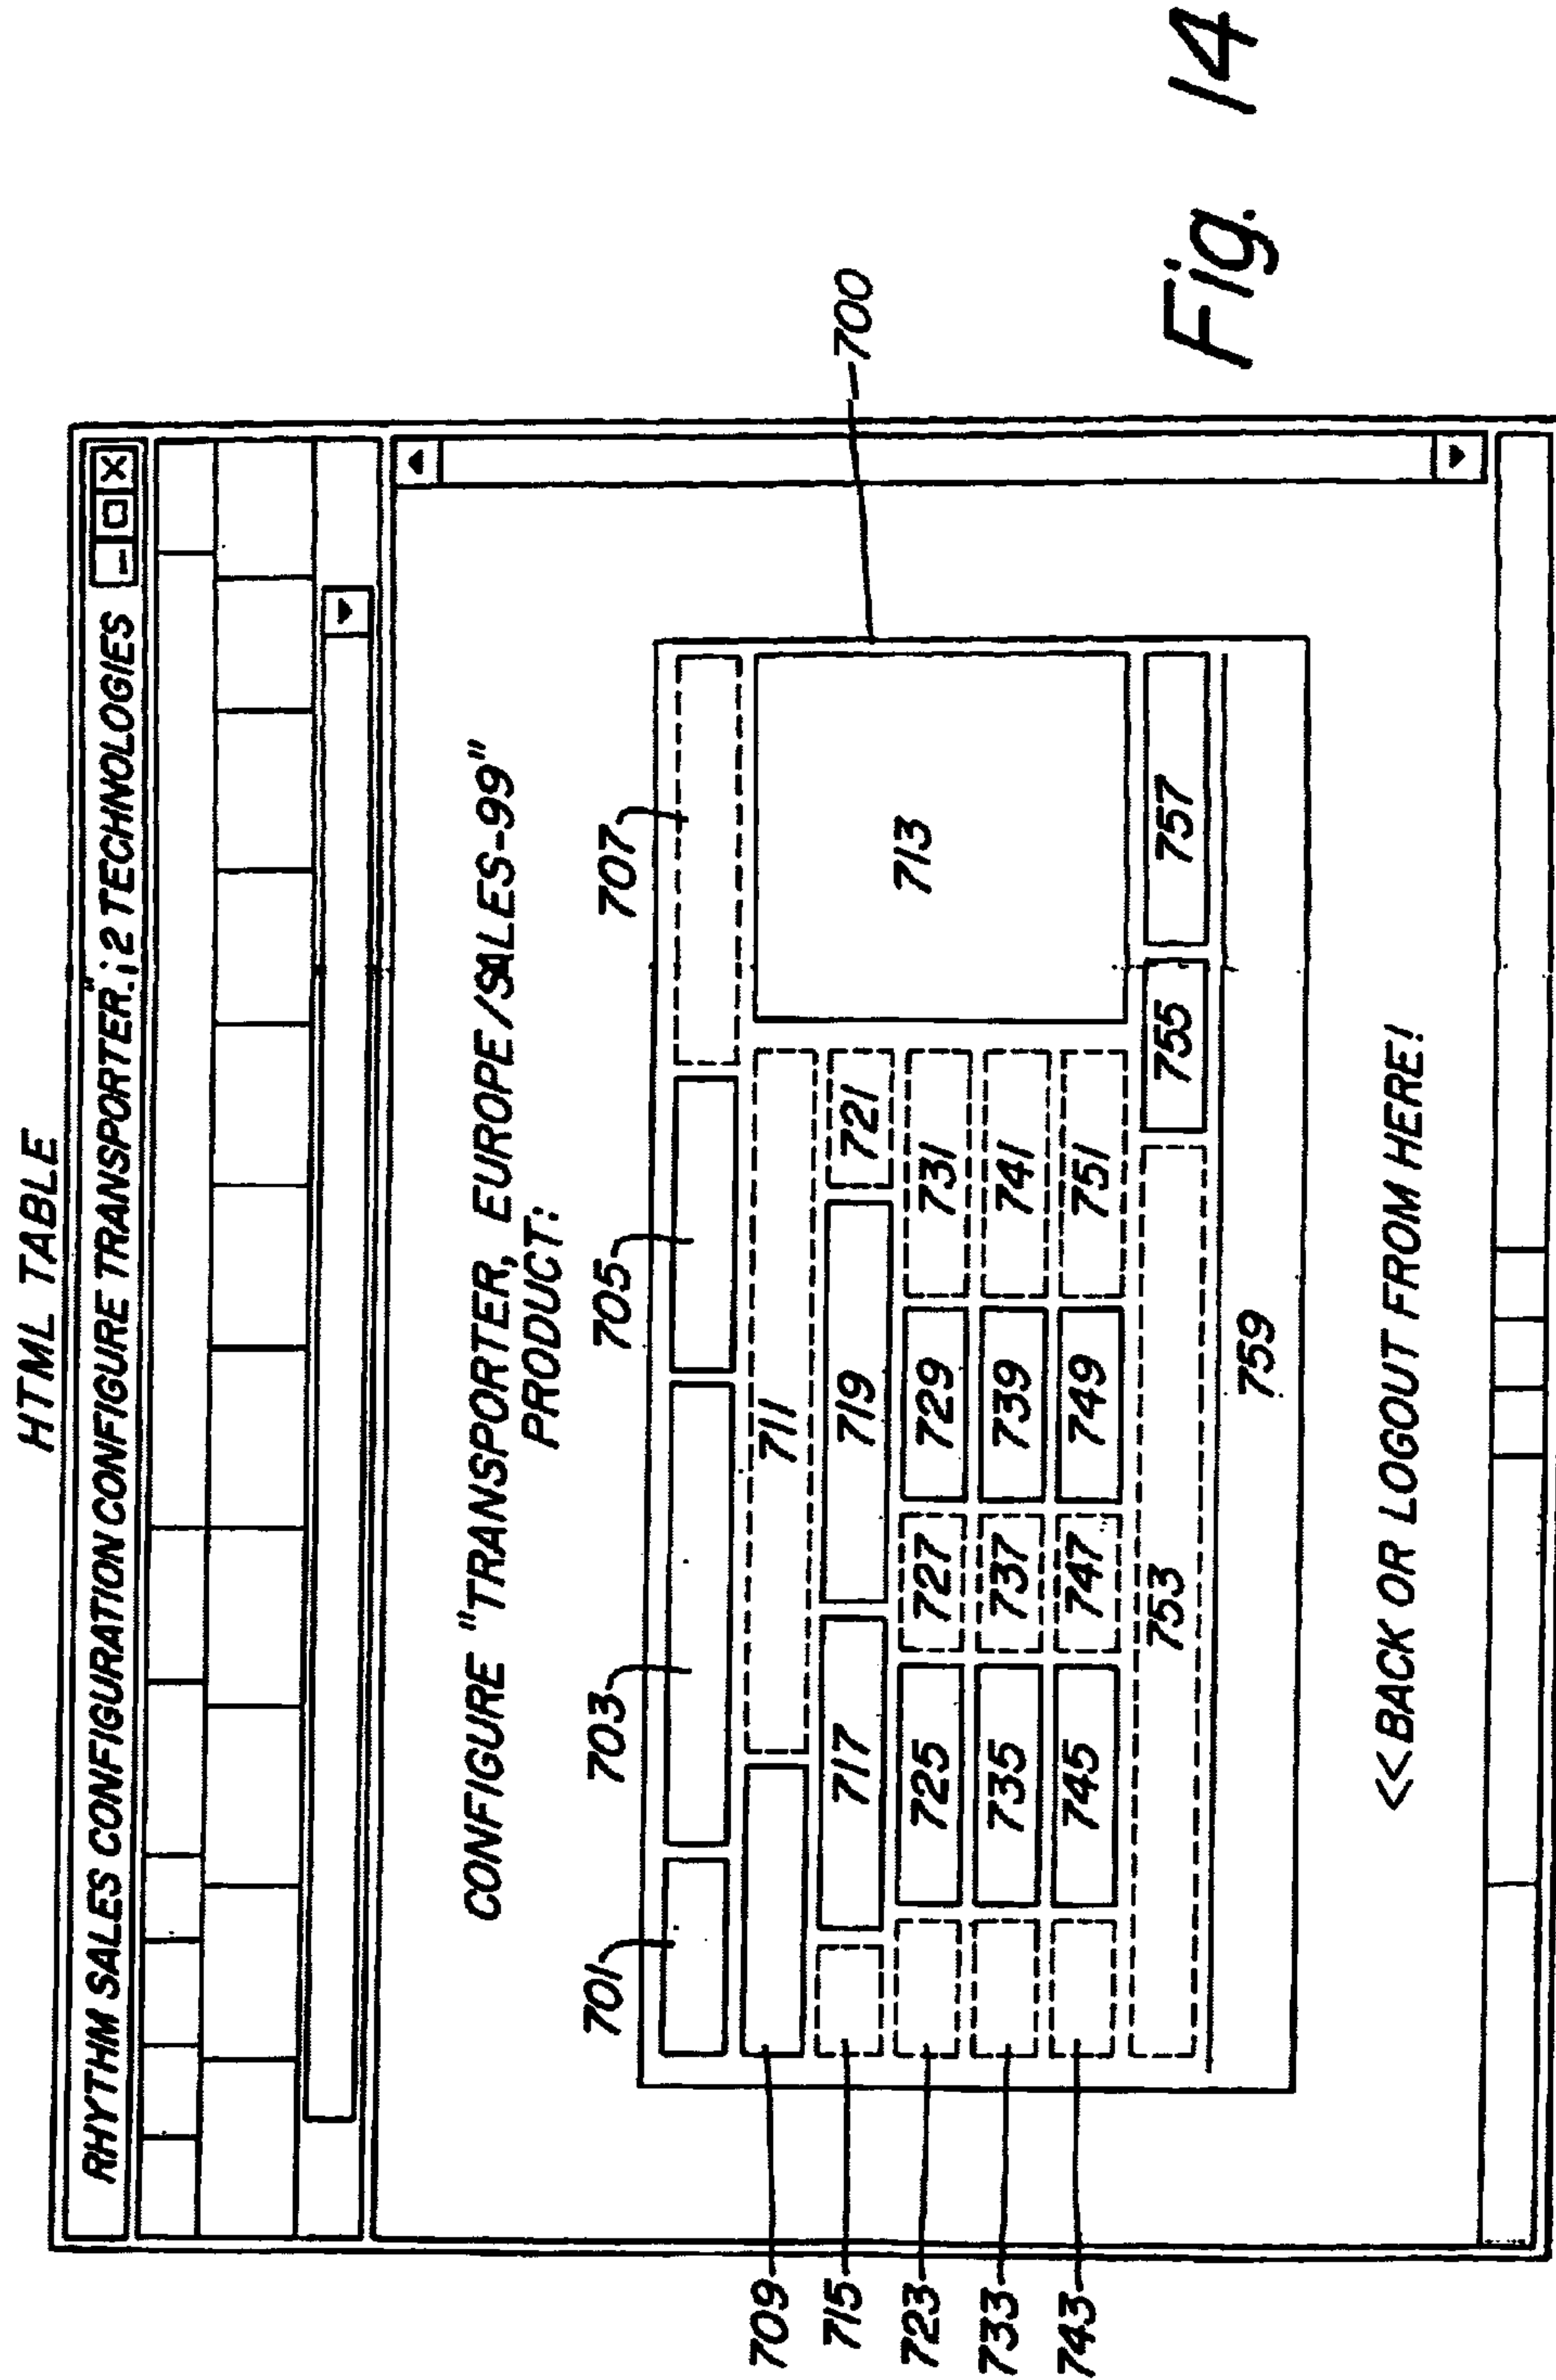 HTML TABLE
RHYTHM SALES CONFIGURATION CONFIGURE TRANSPORTER". i2 TECHNOLOGIES _ □ X
CONFIGURE "TRANSPORTER, EUROPE/SALES-99"
PRODUCT:
701 703 705 707
700
709 711 713
715 717 719 721
723 725 727 729 731
733 735 737 739 741
743 745 747 749 751
753 755 757
759
<<BACK OR LOGOUT FROM HERE!
Fig. 14